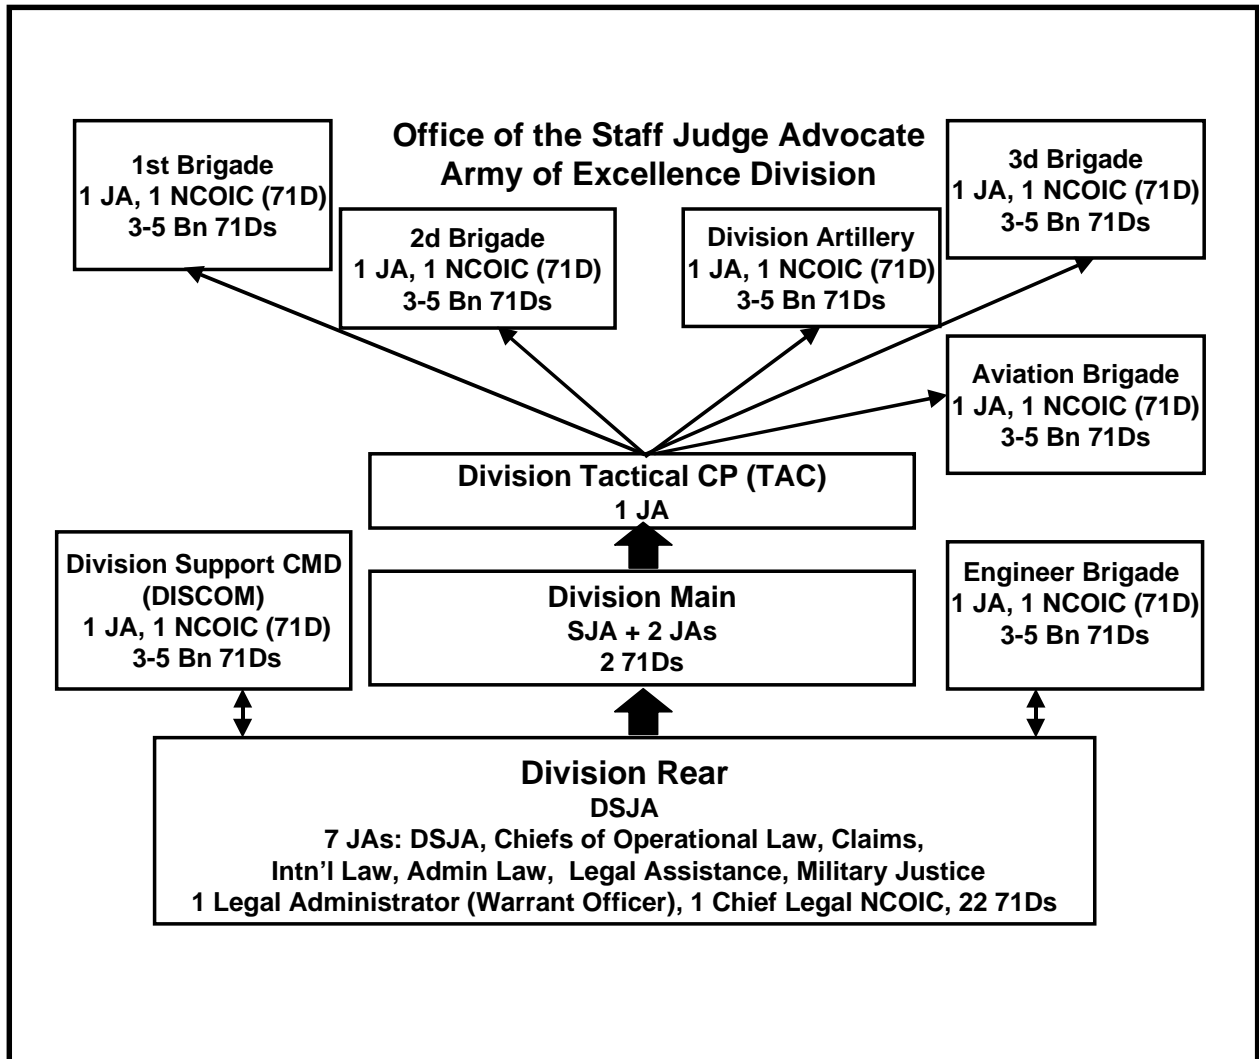 Office of the Staff Judge Advocate
Army of Excellence Division
1st Brigade
1 JA, 1 NCOIC (71D)
3-5 Bn 71Ds
2d Brigade
1 JA, 1 NCOIC (71D)
3-5 Bn 71Ds
Division Artillery
1 JA, 1 NCOIC (71D)
3-5 Bn 71Ds
3d Brigade
1 JA, 1 NCOIC (71D)
3-5 Bn 71Ds
Aviation Brigade
1 JA, 1 NCOIC (71D)
3-5 Bn 71Ds
Division Tactical CP (TAC)
1 JA
Division Support CMD
(DISCOM)
1 JA, 1 NCOIC (71D)
3-5 Bn 71Ds
Division Main
SJA + 2 JAs
2 71Ds
Engineer Brigade
1 JA, 1 NCOIC (71D)
3-5 Bn 71Ds
Division Rear
DSJA
7 JAs: DSJA, Chiefs of Operational Law, Claims,
Intn'l Law, Admin Law, Legal Assistance, Military Justice
1 Legal Administrator (Warrant Officer), 1 Chief Legal NCOIC, 22 71Ds